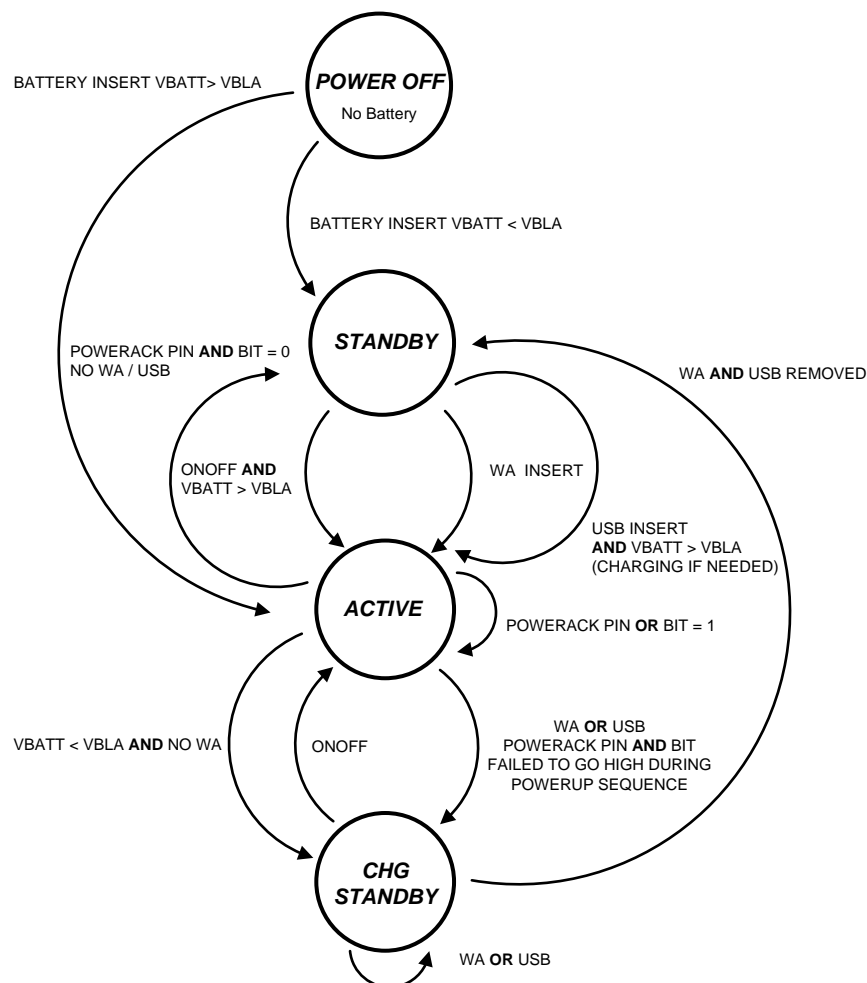 POWER OFF
No Battery
BATTERY INSERT VBATT> VBLA
BATTERY INSERT VBATT < VBLA
STANDBY
POWERACK PIN AND BIT = 0
NO WA / USB
WA AND USB REMOVED
ONOFF AND
VBATT > VBLA
WA INSERT
USB INSERT
AND VBATT > VBLA
(CHARGING IF NEEDED)
ACTIVE
POWERACK PIN OR BIT = 1
VBATT < VBLA AND NO WA
ONOFF
WA OR USB
POWERACK PIN AND BIT
FAILED TO GO HIGH DURING
POWERUP SEQUENCE
CHG
STANDBY
WA OR USB